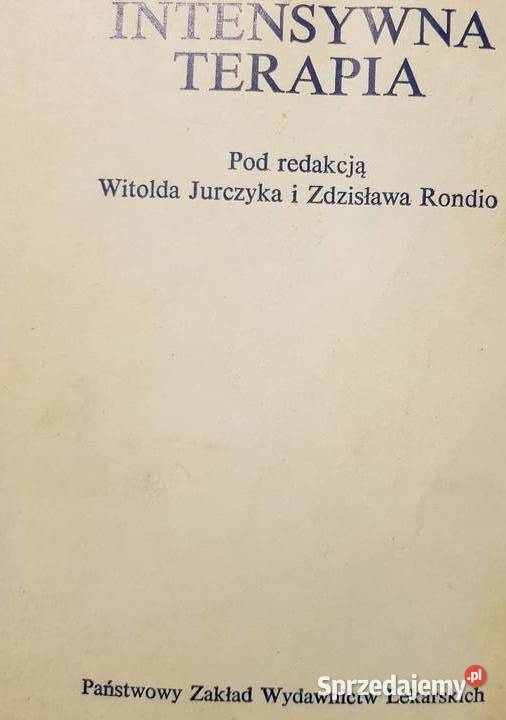 INTENSYWNA
TERAPIA
Pod redakcją
Witolda Jurczyka i Zdzisława Rondio
Sprzedajemy.pl
Państwowy Zakład Wydawnictw Lekarskich